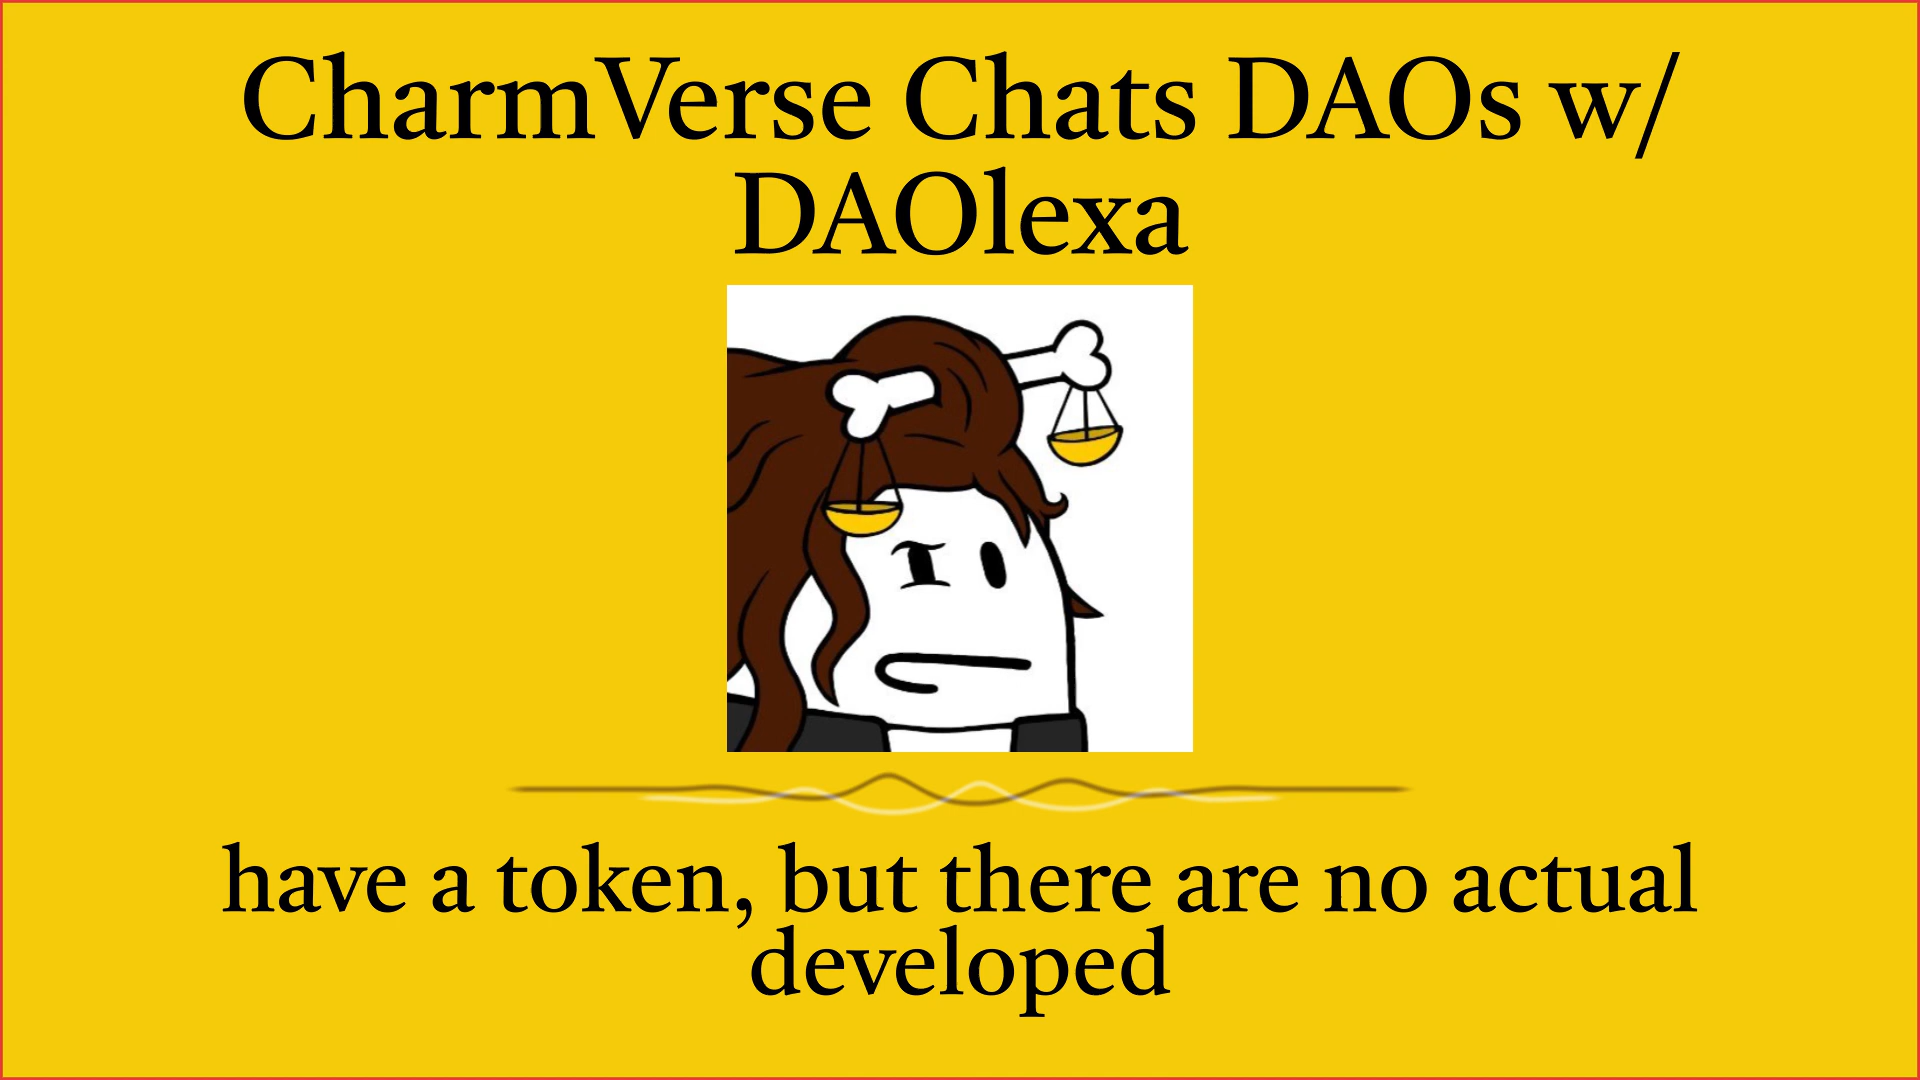 CharmVerse Chats DAOs w/
DAOlexa
have a token, but there are no actual
developed